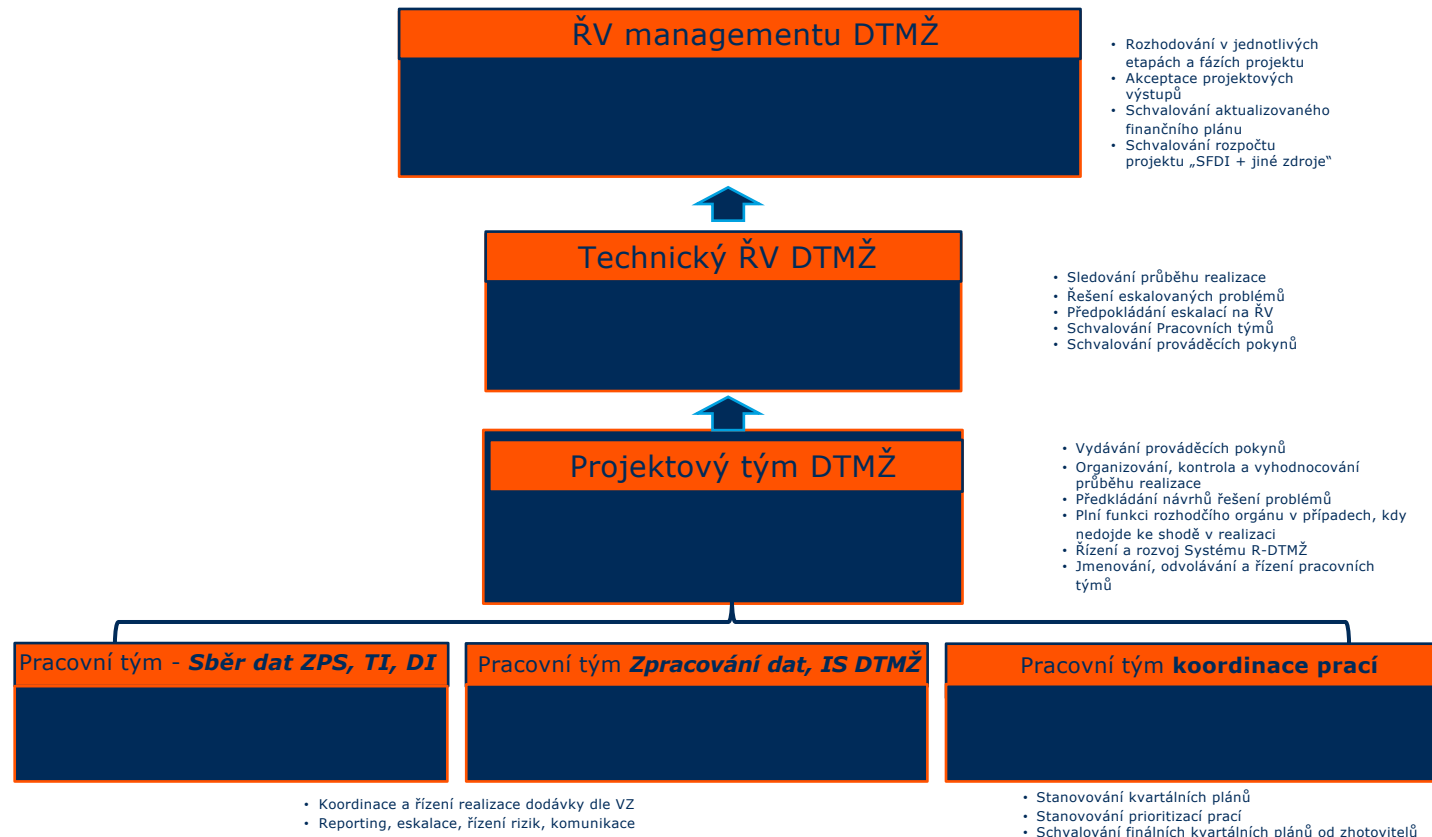 ŘV managementu DTMŽ
• Rozhodování v jednotlivých
etapách a fázích projektu
• Akceptace projektových
výstupů
• Schvalování aktualizovaného
finančního plánu
• Schvalování rozpočtu
projektu „SFDI + jiné zdroje“
Technický ŘV DTMŽ
• Sledování průběhu realizace
• Řešení eskalovaných problémů
• Předpokládání eskalací na ŘV
• Schvalování Pracovních týmů
• Schvalování prováděcích pokynů
Projektový tým DTMŽ
• Vydávání prováděcích pokynů
• Organizování, kontrola a vyhodnocování
průběhu realizace
• Předkládání návrhů řešení problémů
• Plní funkci rozhodčího orgánu v případech, kdy
nedojde ke shodě v realizaci
• Řízení a rozvoj Systému R-DTMŽ
• Jmenování, odvolávání a řízení pracovních
týmů
Pracovní tým - Sběr dat ZPS, TI, DI
Pracovní tým Zpracování dat, IS DTMŽ
Pracovní tým koordinace prací
• Koordinace a řízení realizace dodávky dle VZ
• Reporting, eskalace, řízení rizik, komunikace
• Stanovování kvartálních plánů
• Stanovování prioritizací prací
• Schvalování finálních kvartálních plánů od zhotovitelů